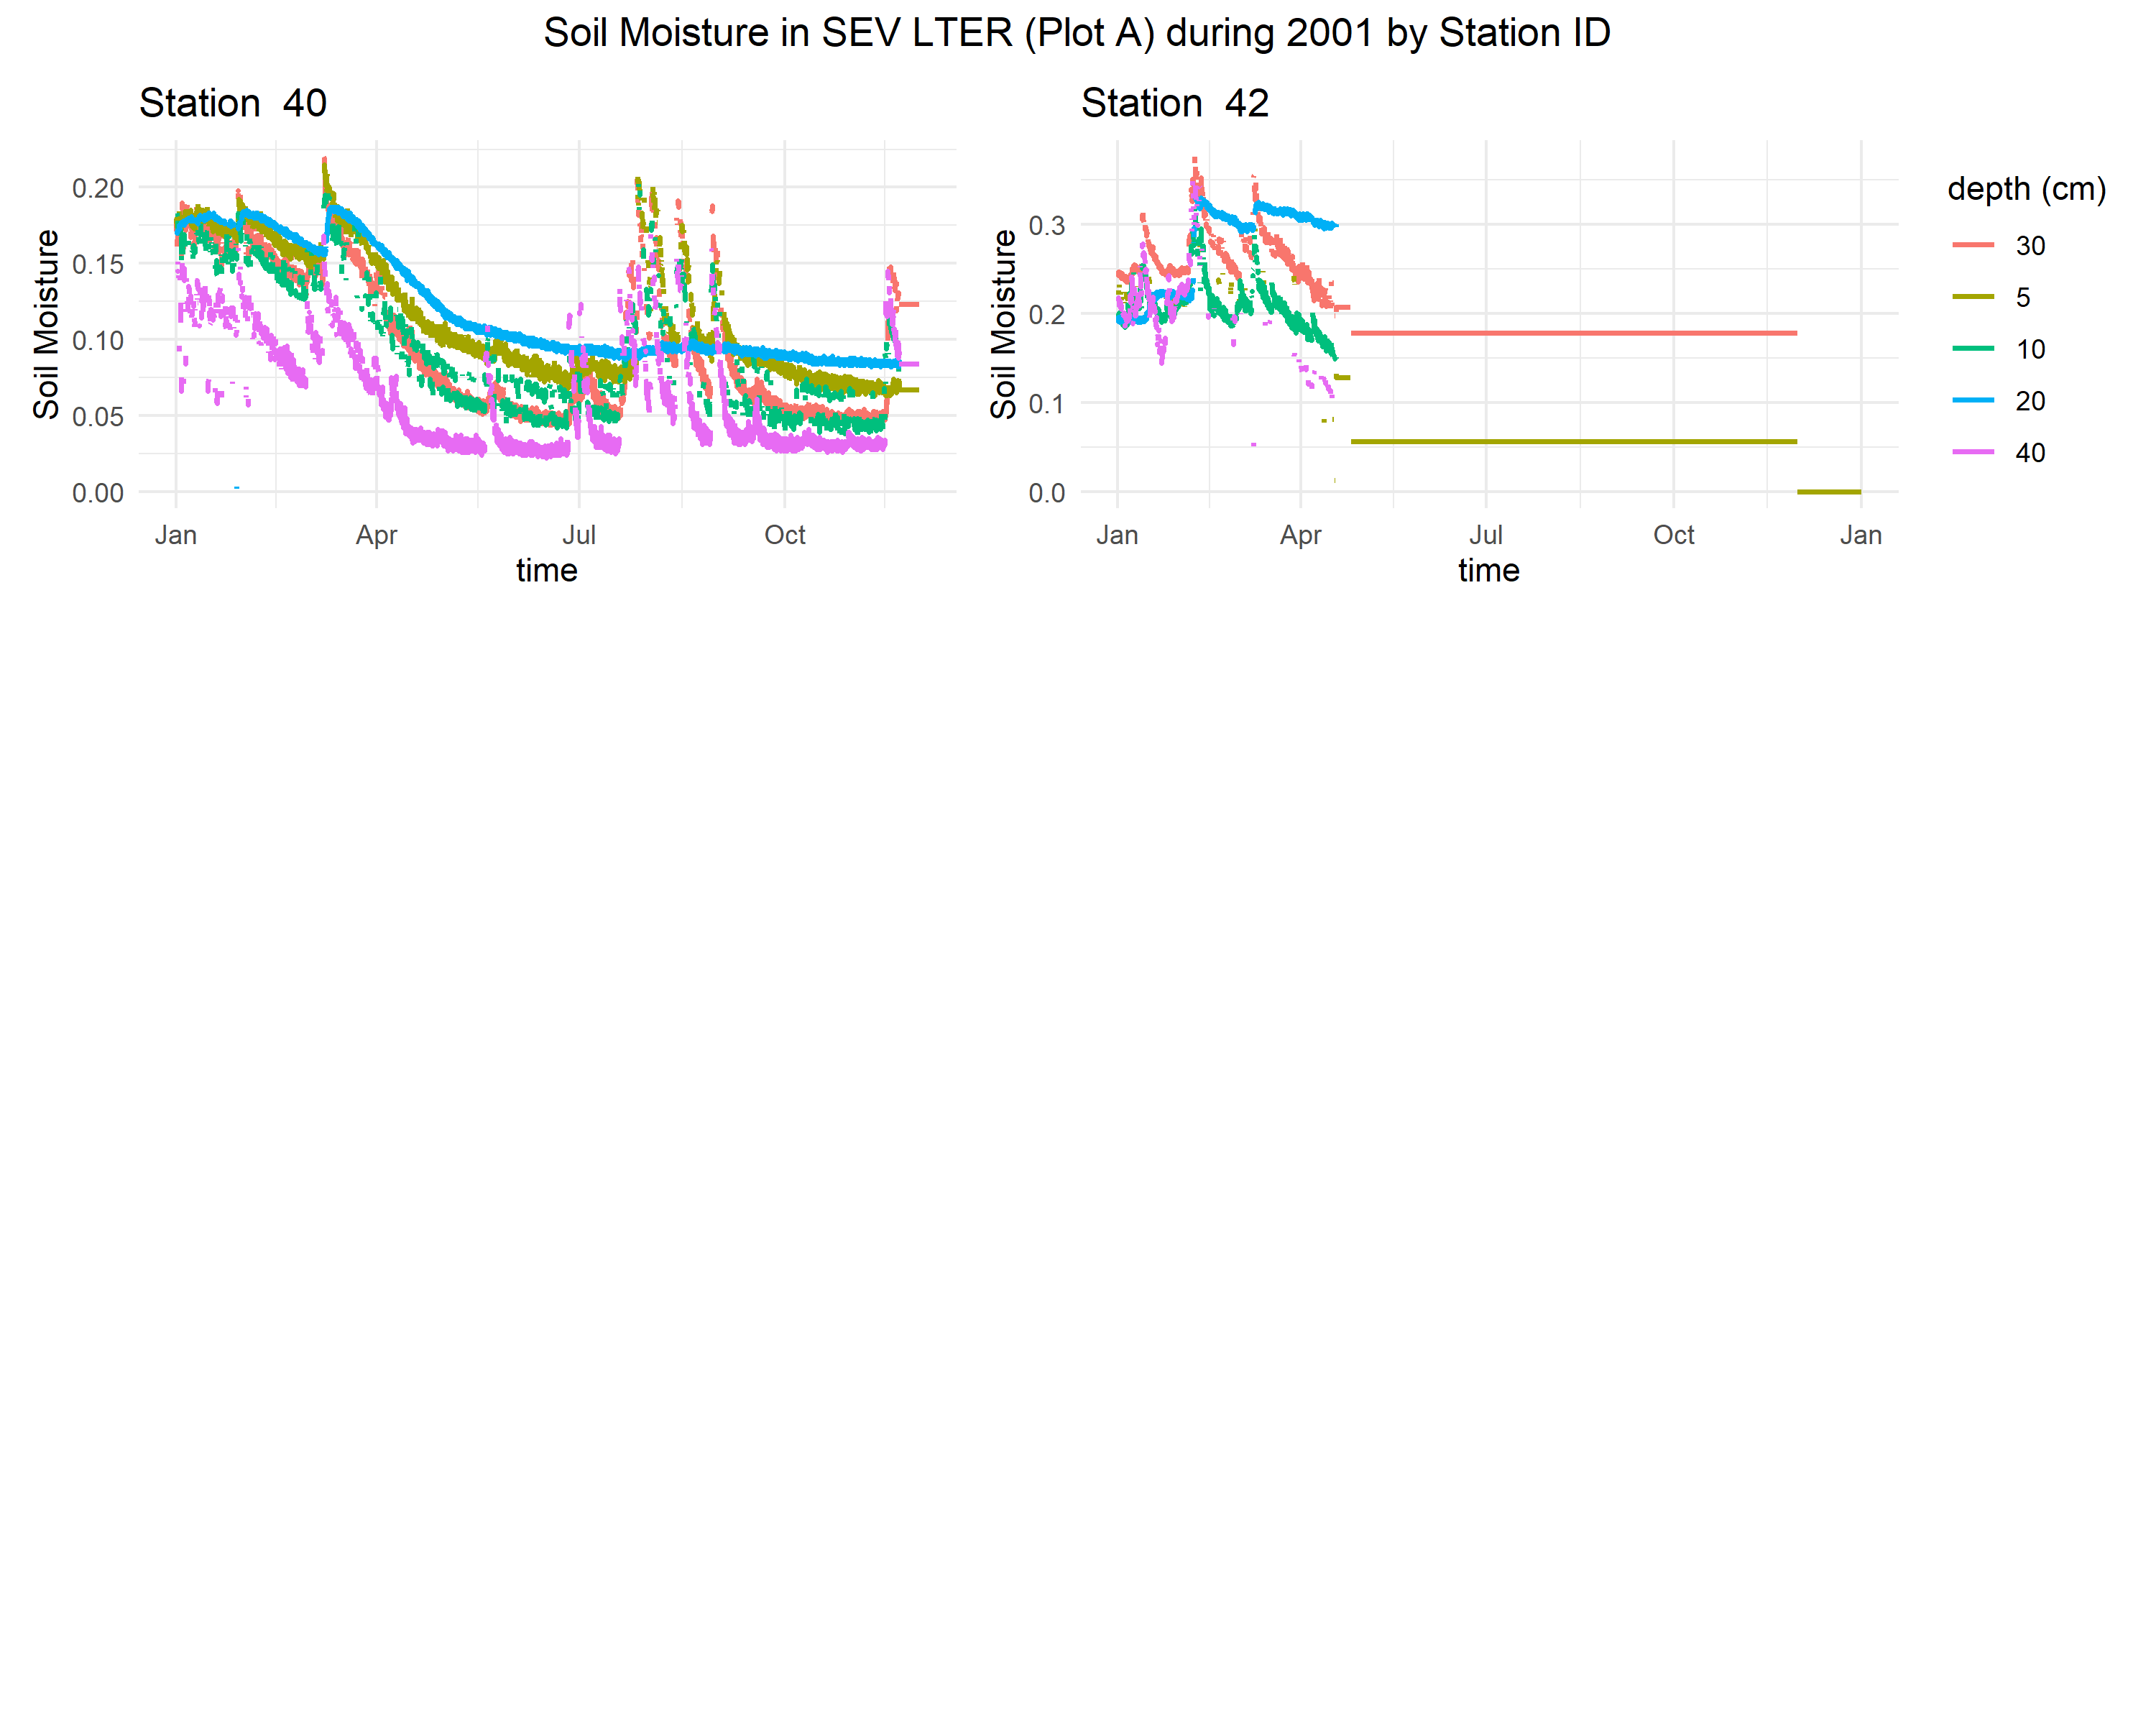 Soil Moisture in SEV LTER (Plot A) during 2001 by Station ID
Station 40
Soil Moisture
0.20
0.15
0.10
0.05
0.00
Jan Apr Jul Oct
time
Station 42
Soil Moisture
0.3
0.2
0.1
0.0
Jan Apr Jul Oct Jan
time
depth (cm)
30
5
10
20
40